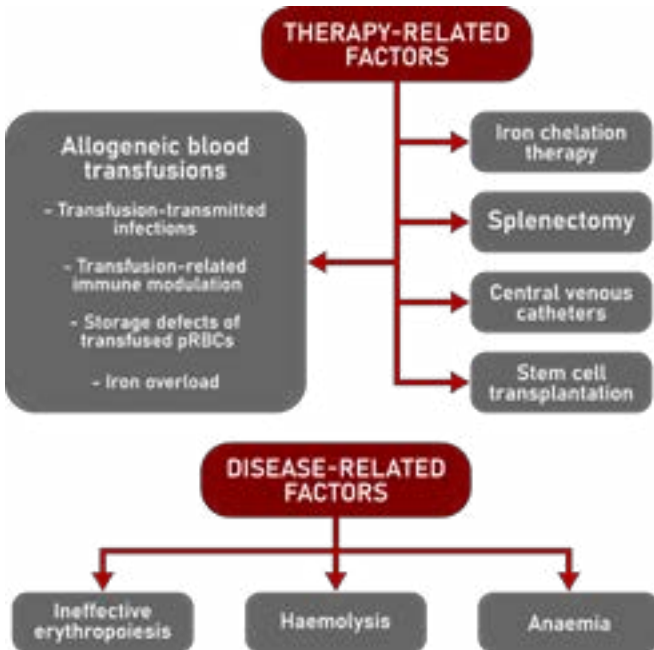 THERAPY-RELATED
FACTORS
Allogeneic blood
transfusions
- Transfusion-transmitted
infections
- Transfusion-related
immune modulation
- Storage defects of
transfused pRBCs
- Iron overload
Iron chelation
therapy
Splenectomy
Central venous
catheters
Stem cell
transplantation
DISEASE-RELATED
FACTORS
Ineffective
erythropoiesis
Haemolysis
Anaemia